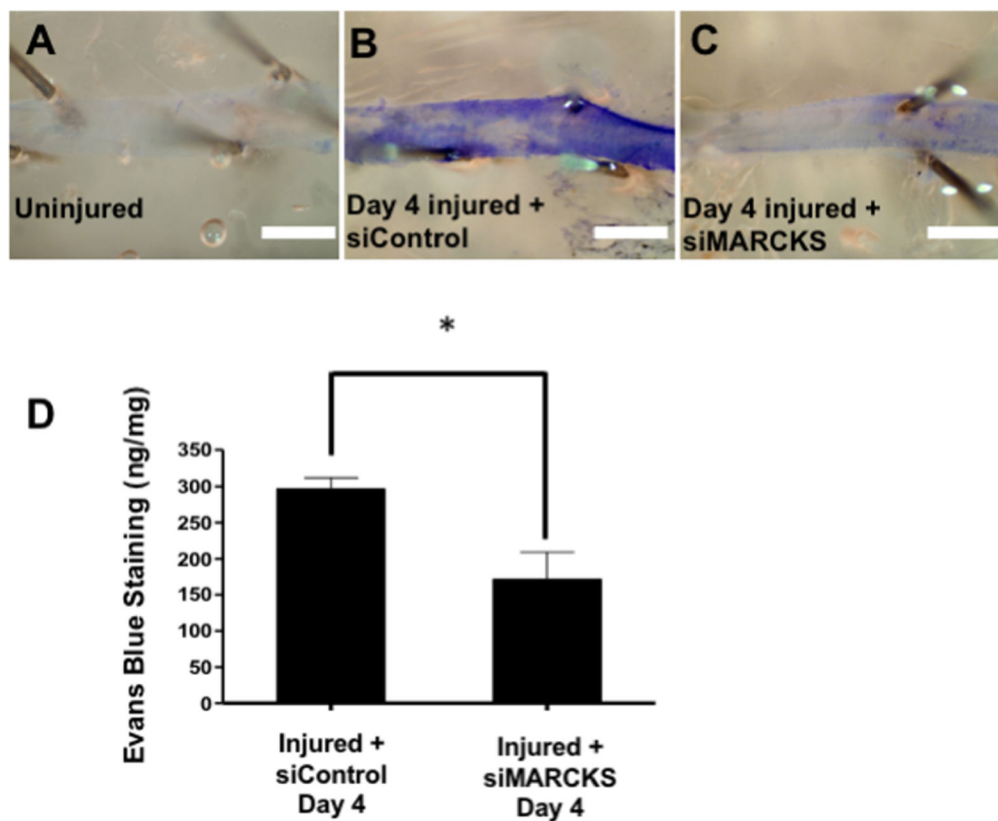 A
Uninjured
B
Day 4 injured +
siControl
C
Day 4 injured +
siMARCKS
*
D
Evans Blue Staining (ng/mg)
350
300
250
200
150
100
50
0
Injured +
siControl
Day 4
Injured +
siMARCKS
Day 4